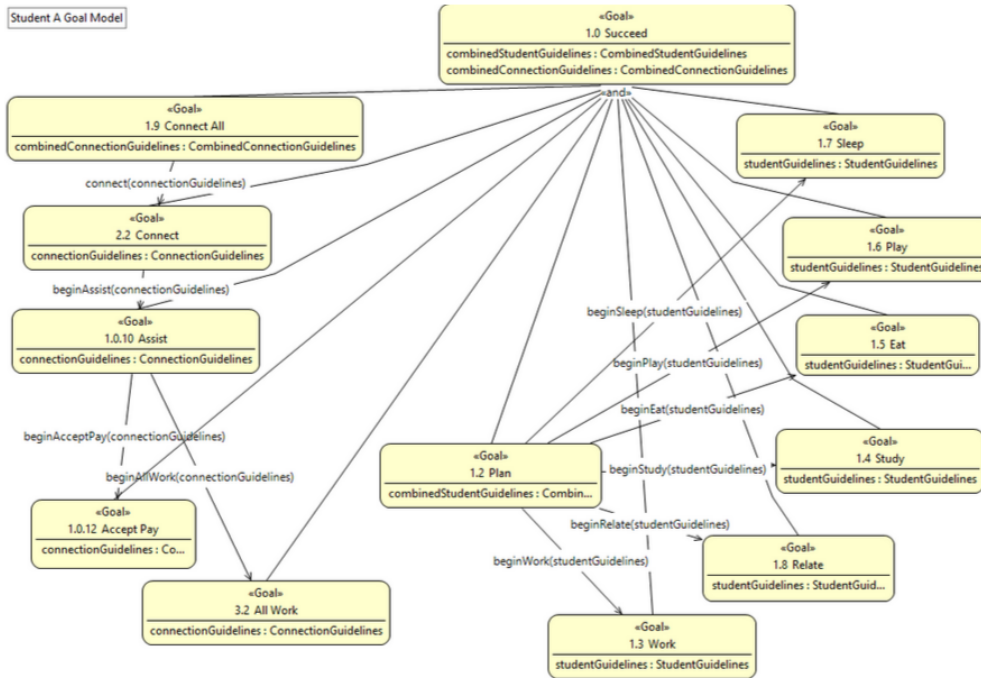 Student A Goal Model
«Goal»
1.0 Succeed
combinedStudentGuidelines : CombinedStudentGuidelines
combinedConnectionGuidelines : CombinedConnectionGuidelines
«and»
«Goal»
1.9 Connect All
combinedConnectionGuidelines : CombinedConnectionGuidelines
«Goal»
1.7 Sleep
studentGuidelines : StudentGuidelines
connect(connectionGuidelines)
«Goal»
2.2 Connect
connectionGuidelines : ConnectionGuidelines
«Goal»
1.6 Play
studentGuidelines : StudentGuidelines
beginAssist(connectionGuidelines)
«Goal»
1.0.10 Assist
connectionGuidelines : ConnectionGuidelines
beginSleep(studentGuidelines)
«Goal»
1.5 Eat
studentGuidelines : StudentGui...
beginPlay(studentGuidelines)
beginEat(studentGuidelines)
beginAcceptPay(connectionGuidelines)
«Goal»
1.2 Plan
combinedStudentGuidelines : Combin...
«Goal»
1.4 Study
studentGuidelines : StudentGuidelines
beginStudy(studentGuidelines)
beginAllWork(connectionGuidelines)
«Goal»
1.0.12 Accept Pay
connectionGuidelines : Co...
beginRelate(studentGuidelines)
«Goal»
1.8 Relate
studentGuidelines : StudentGuid...
beginWork(studentGuidelines)
«Goal»
3.2 All Work
connectionGuidelines : ConnectionGuidelines
«Goal»
1.3 Work
studentGuidelines : StudentGuidelines